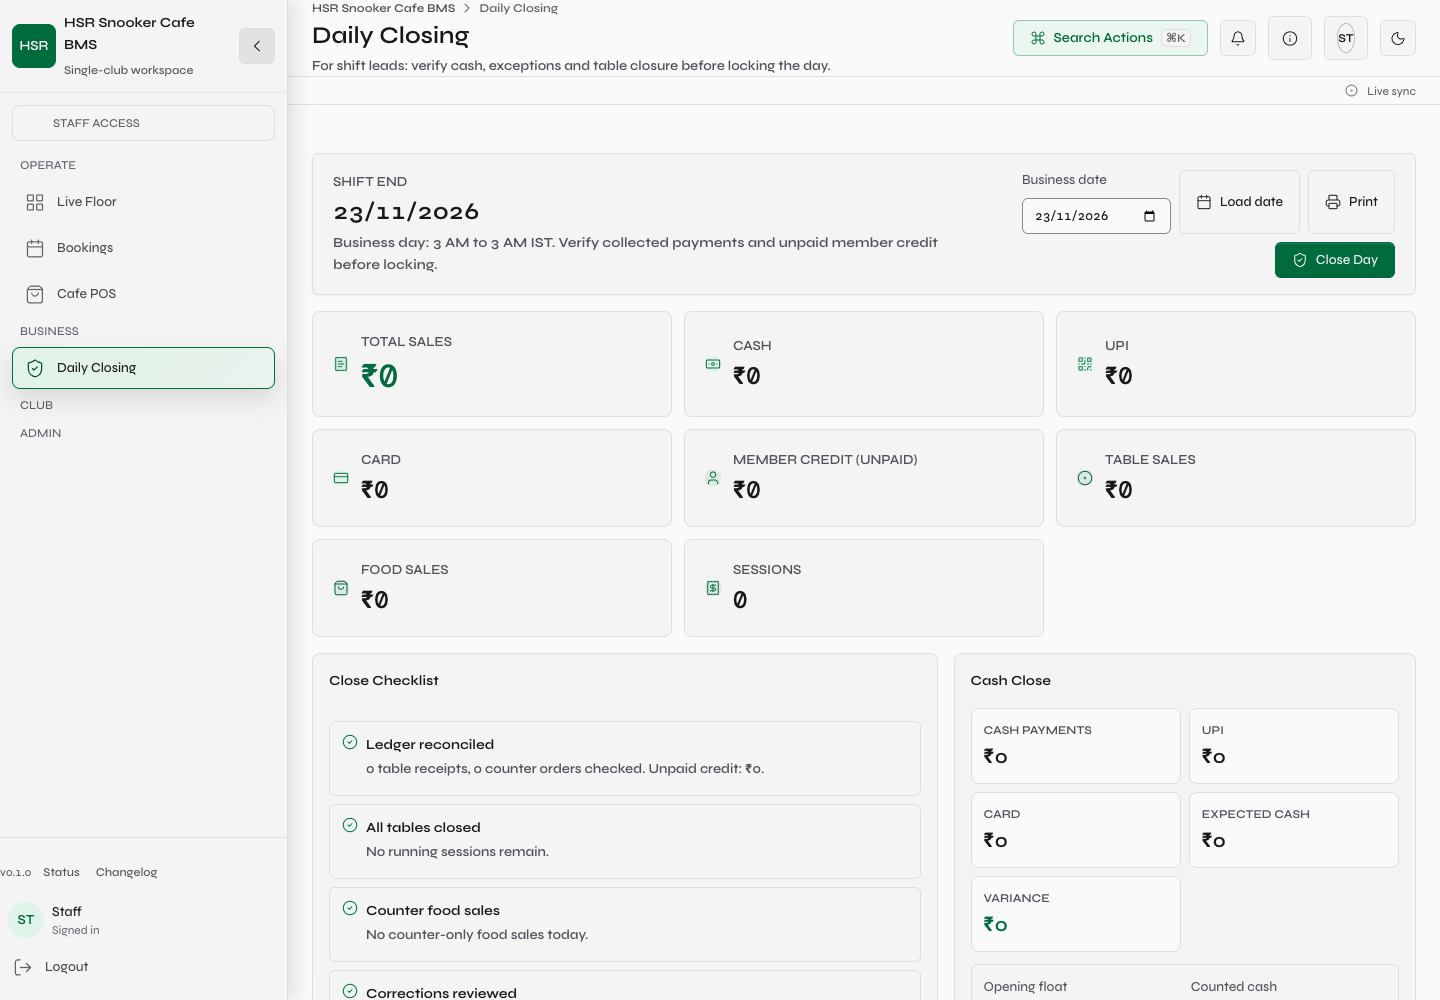 HSR
HSR Snooker Cafe
BMS
Single-club workspace
STAFF ACCESS
OPERATE
Live Floor
Bookings
Cafe POS
BUSINESS
Daily Closing
CLUB
ADMIN
v0.1.0 Status Changelog
ST
Staff
Signed in
Logout
HSR Snooker Cafe BMS > Daily Closing
Daily Closing
For shift leads: verify cash, exceptions and table closure before locking the day.
Search Actions ⌘K
ST
Live sync
SHIFT END
23/11/2026
Business day: 3 AM to 3 AM IST. Verify collected payments and unpaid member credit
before locking.
Business date
23/11/2026
Load date
Print
Close Day
TOTAL SALES
₹0
CASH
₹0
UPI
₹0
CARD
₹0
MEMBER CREDIT (UNPAID)
₹0
TABLE SALES
₹0
FOOD SALES
₹0
SESSIONS
0
Close Checklist
Ledger reconciled
0 table receipts, 0 counter orders checked. Unpaid credit: ₹0.
All tables closed
No running sessions remain.
Counter food sales
No counter-only food sales today.
Corrections reviewed
Cash Close
CASH PAYMENTS
₹0
UPI
₹0
CARD
₹0
EXPECTED CASH
₹0
VARIANCE
₹0
Opening float
Counted cash